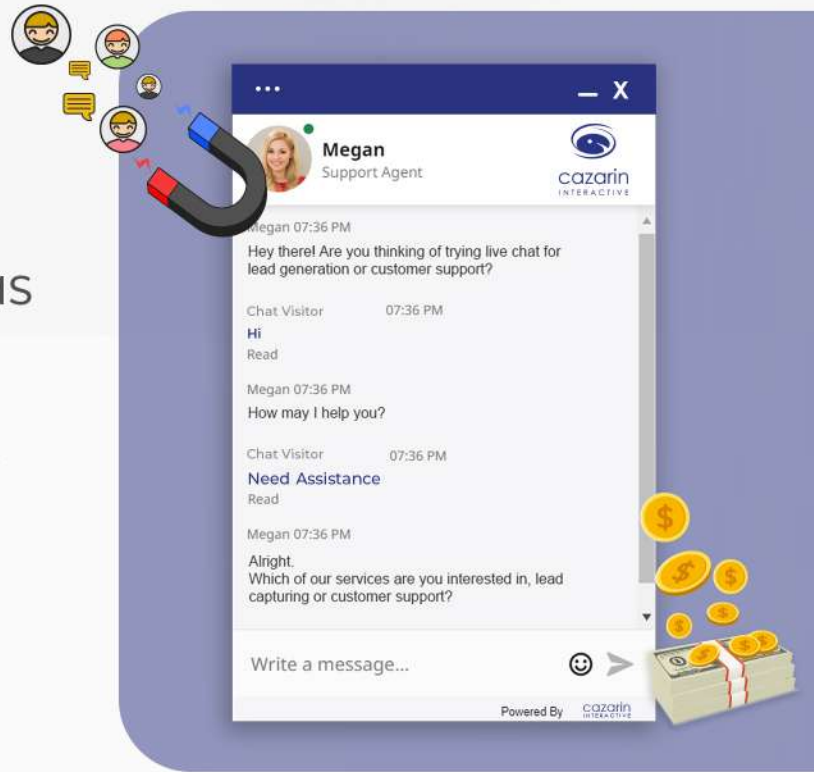 us
... — X
Megan
Support Agent
cazarin
INTERACTIVE
Megan 07:36 PM
Hey there! Are you thinking of trying live chat for
lead generation or customer support?
Chat Visitor 07:36 PM
Hi
Read
Megan 07:36 PM
How may I help you?
Chat Visitor 07:36 PM
Need Assistance
Read
Megan 07:36 PM
Alright.
Which of our services are you interested in, lead
capturing or customer support?
Write a message...
Powered By cazarin
INTERACTIVE